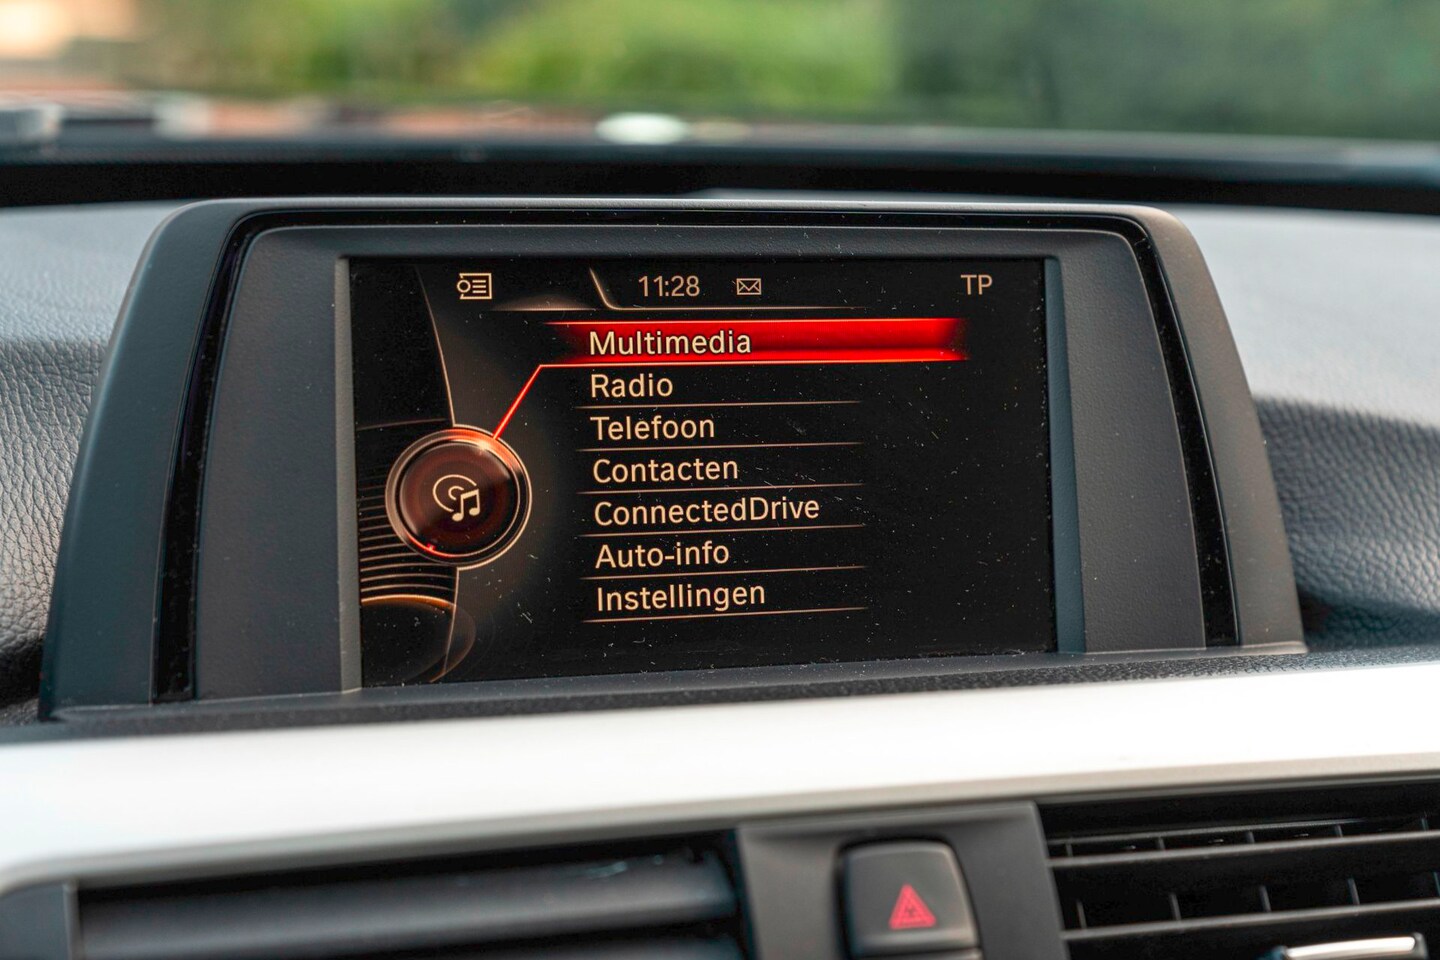 11:28 TP
Multimedia
Radio
Telefoon
Contacten
ConnectedDrive
Auto-info
Instellingen